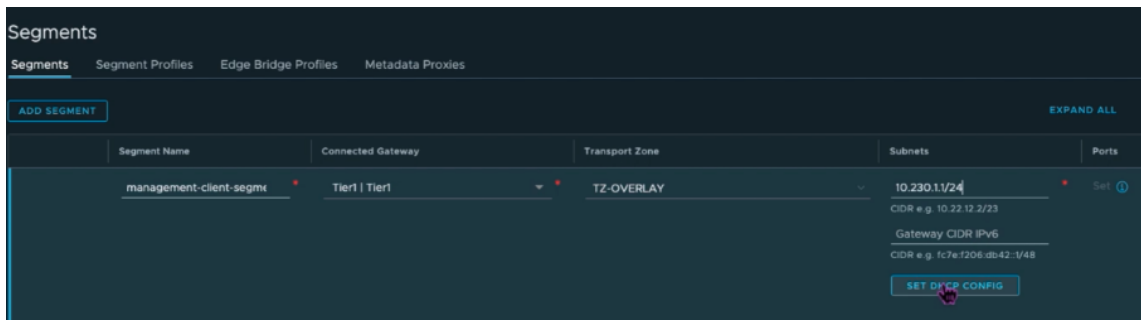 Segments
Segments Segment Profiles Edge Bridge Profiles Metadata Proxies
ADD SEGMENT EXPAND ALL
Segment Name Connected Gateway Transport Zone Subnets Ports
management-client-segme * Tier1 | Tier1 * TZ-OVERLAY 10.230.1.1/24 * Set
CIDR e.g. 10.22.12.2/23
Gateway CIDR IPv6
CIDR e.g. fc7e:f206:db42::1/48
SET DHCP CONFIG